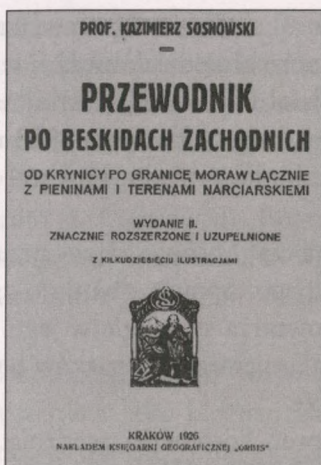 PROF. KAZIMIERZ SOSNOWSKI
PRZEWODNIK
PO BESKIDACH ZACHODNICH
OD KRYNICY PO GRANICĘ MORAW ŁĄCZNIE
Z PIENINAMI I TERENAMI NARCIARSKIEMI
WYDANIE II.
ZNACZNIE ROZSZERZONE I UZUPEŁNIONE
Z KILKUDZIESIĘCIU ILUSTRACJAMI
KRAKÓW 1926
NAKŁADEM KSIĘGARNI GEOGRAFICZNEJ „ORBIS"